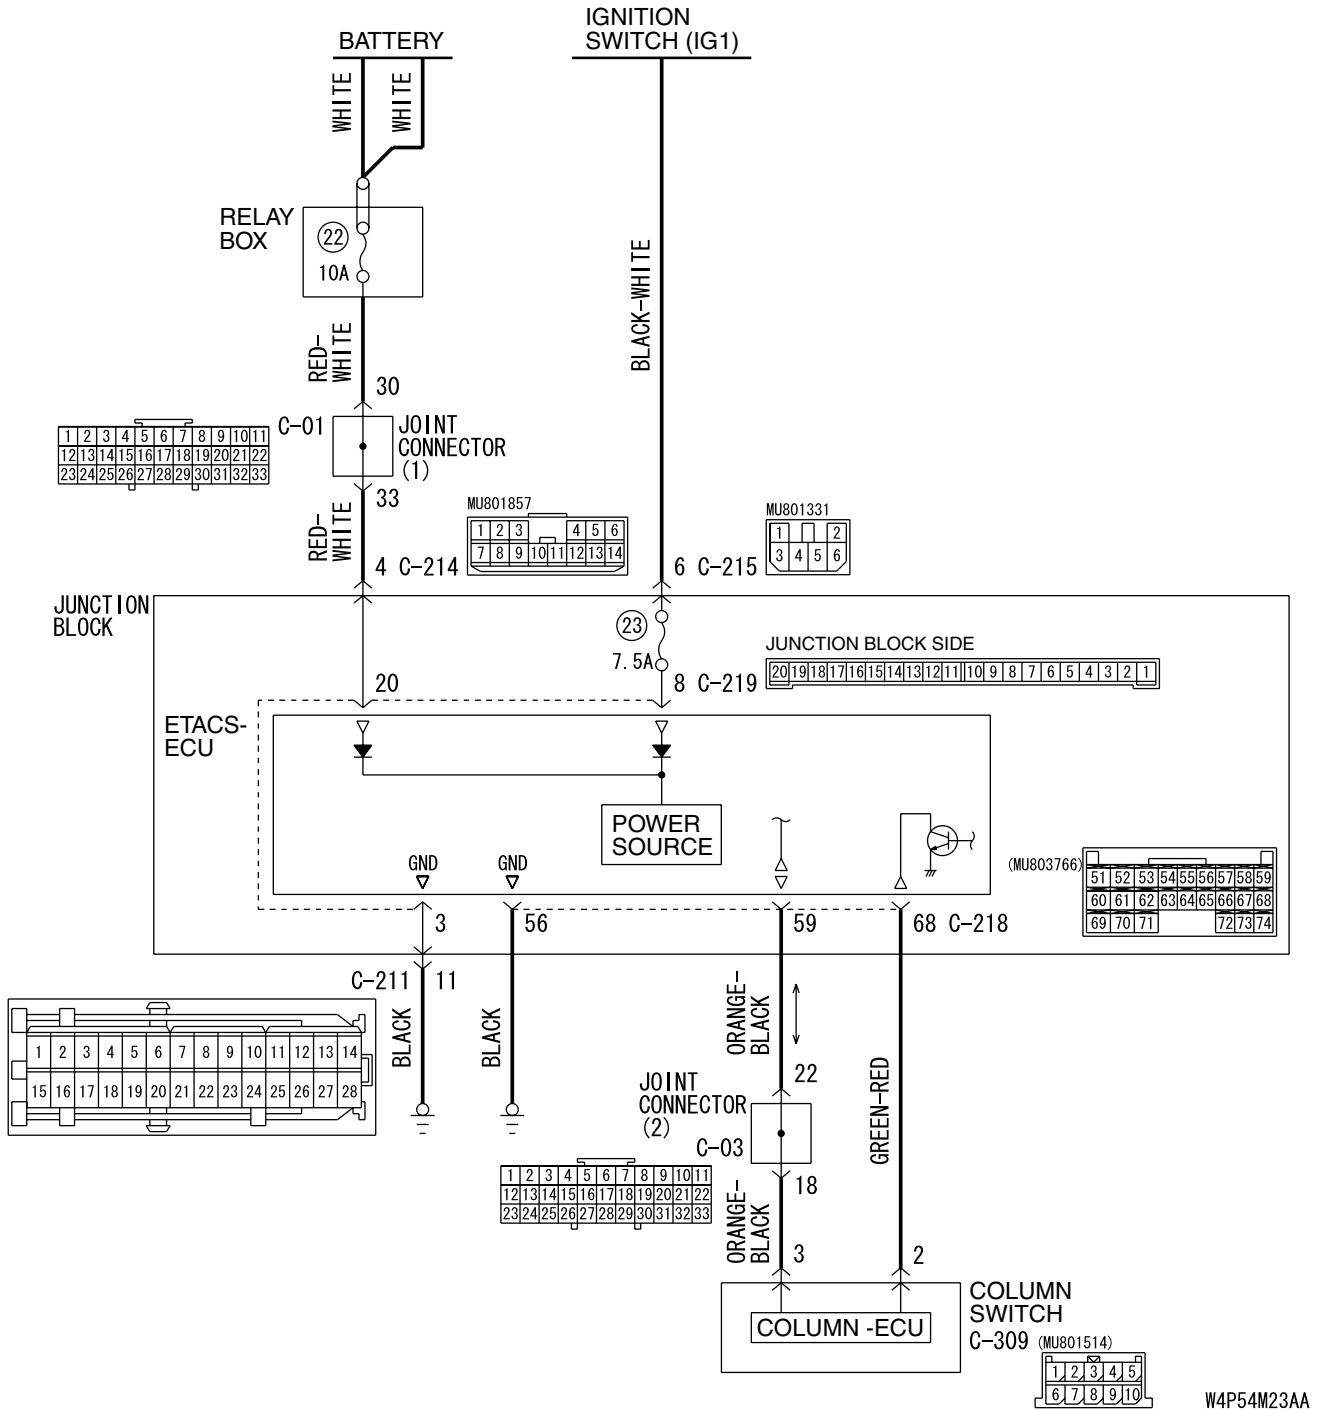 IGNITION
SWITCH (IG1)
BATTERY
WHITE
WHITE
RELAY
BOX
22
10A
BLACK-WHITE
RED-
WHITE
30
C-01
JOINT
CONNECTOR
(1)
1 2 3 4 5 6 7 8 9 10 11
12 13 14 15 16 17 18 19 20 21 22
23 24 25 26 27 28 29 30 31 32 33
33
RED-
WHITE
MU801857
1 2 3 4 5 6
7 8 9 10 11 12 13 14
4 C-214
MU801331
1 2
3 4 5 6
6 C-215
JUNCTION
BLOCK
23
7.5A
JUNCTION BLOCK SIDE
20 19 18 17 16 15 14 13 12 11 10 9 8 7 6 5 4 3 2 1
20
8 C-219
ETACS-
ECU
POWER
SOURCE
GND
GND
(MU803766)
51 52 53 54 55 56 57 58 59
60 61 62 63 64 65 66 67 68
69 70 71 72 73 74
3
56
59
68 C-218
C-211 11
BLACK
BLACK
ORANGE-
BLACK
GREEN-RED
1 2 3 4 5 6 7 8 9 10 11 12 13 14
15 16 17 18 19 20 21 22 23 24 25 26 27 28
22
JOINT
CONNECTOR
(2)
C-03
1 2 3 4 5 6 7 8 9 10 11
12 13 14 15 16 17 18 19 20 21 22
23 24 25 26 27 28 29 30 31 32 33
18
ORANGE-
BLACK
3
2
COLUMN -ECU
COLUMN
SWITCH
C-309 (MU801514)
1 2 3 4 5
6 7 8 9 10
W4P54M23AA